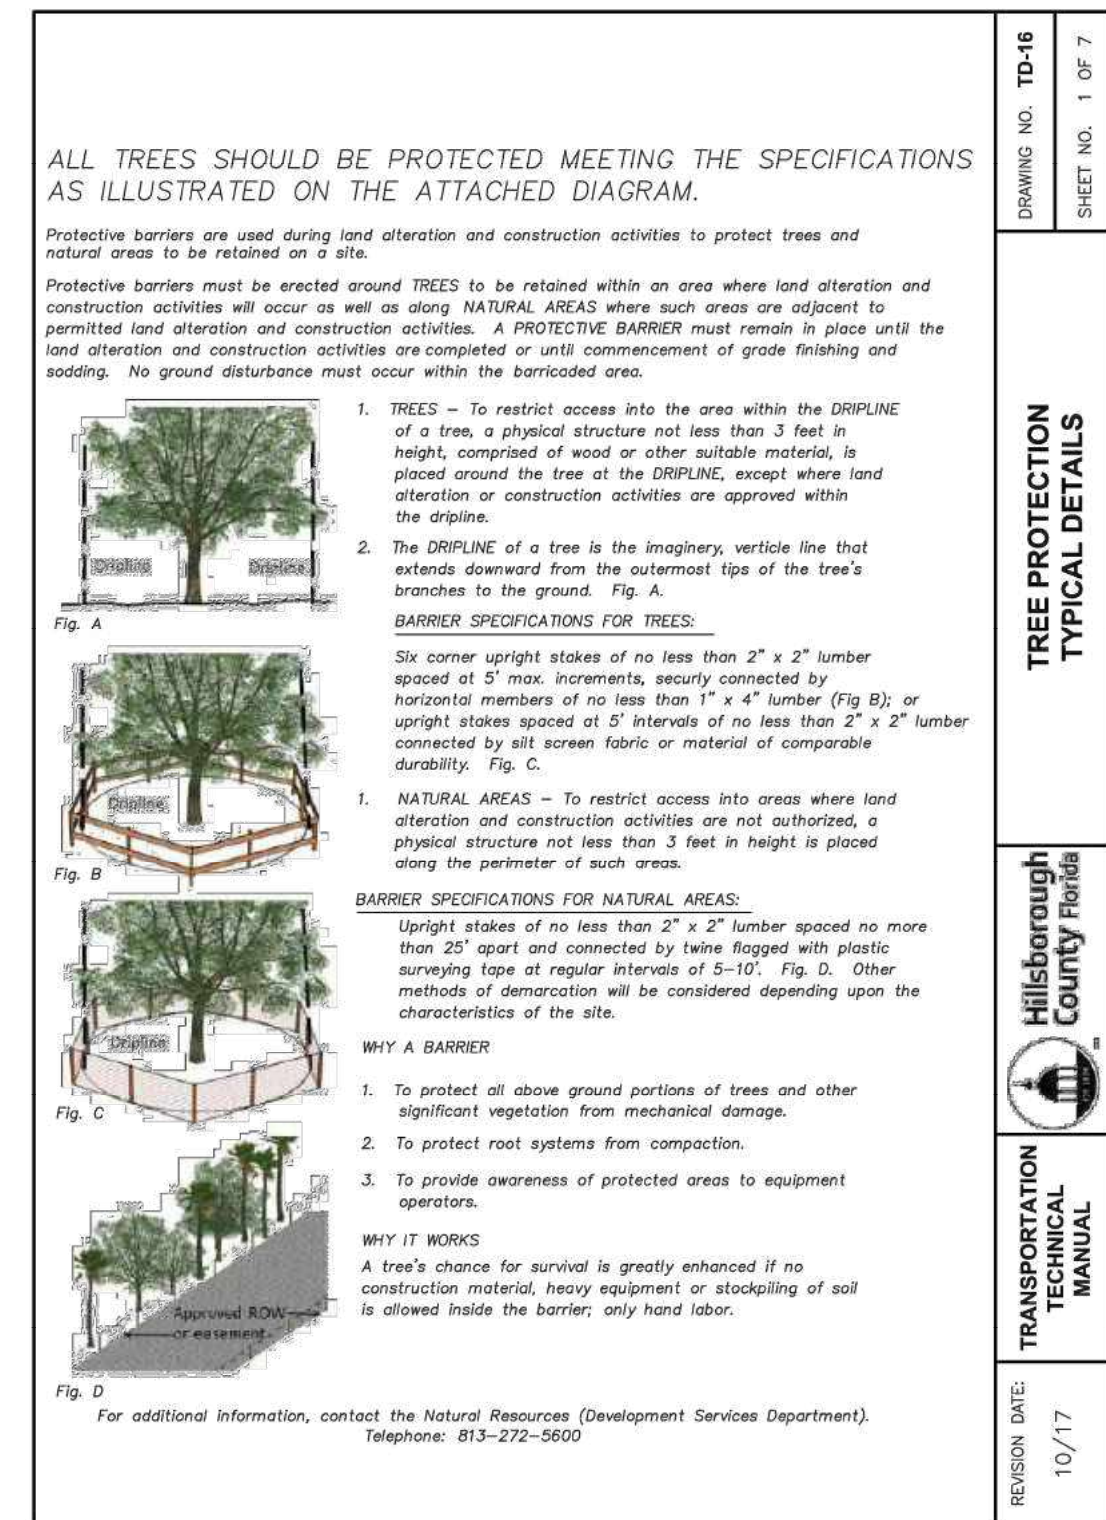 ALL TREES SHOULD BE PROTECTED MEETING THE SPECIFICATIONS
AS ILLUSTRATED ON THE ATTACHED DIAGRAM.
Protective barriers are used during land alteration and construction activities to protect trees and
natural areas to be retained on a site.
Protective barriers must be erected around TREES to be retained within an area where land alteration and
construction activities will occur as well as along NATURAL AREAS where such areas are adjacent to
permitted land alteration and construction activities. A PROTECTIVE BARRIER must remain in place until the
land alteration and construction activities are completed or until commencement of grade finishing and
sodding. No ground disturbance must occur within the barricaded area.
1. TREES – To restrict access into the area within the DRIPLINE
of a tree, a physical structure not less than 3 feet in
height, comprised of wood or other suitable material, is
placed around the tree at the DRIPLINE, except where land
alteration or construction activities are approved within
the dripline.
2. The DRIPLINE of a tree is the imaginery, verticle line that
extends downward from the outermost tips of the tree's
branches to the ground. Fig. A.
Dripline Dripline
Fig. A
BARRIER SPECIFICATIONS FOR TREES:
Six corner upright stakes of no less than 2" x 2" lumber
spaced at 5' max. increments, securly connected by
horizontal members of no less than 1" x 4" lumber (Fig B); or
upright stakes spaced at 5' intervals of no less than 2" x 2" lumber
connected by silt screen fabric or material of comparable
durability. Fig. C.
Dripline
Fig. B
1. NATURAL AREAS – To restrict access into areas where land
alteration and construction activities are not authorized, a
physical structure not less than 3 feet in height is placed
along the perimeter of such areas.
BARRIER SPECIFICATIONS FOR NATURAL AREAS:
Upright stakes of no less than 2" x 2" lumber spaced no more
than 25' apart and connected by twine flagged with plastic
surveying tape at regular intervals of 5–10'. Fig. D. Other
methods of demarcation will be considered depending upon the
characteristics of the site.
Dripline
Fig. C
WHY A BARRIER
1. To protect all above ground portions of trees and other
significant vegetation from mechanical damage.
2. To protect root systems from compaction.
3. To provide awareness of protected areas to equipment
operators.
WHY IT WORKS
A tree's chance for survival is greatly enhanced if no
construction material, heavy equipment or stockpiling of soil
is allowed inside the barrier; only hand labor.
Approved ROW
or easement
Fig. D
For additional information, contact the Natural Resources (Development Services Department).
Telephone: 813–272–5600
DRAWING NO. TD-16
SHEET NO. 1 OF 7
TREE PROTECTION
TYPICAL DETAILS
Hillsborough
County Florida
TRANSPORTATION
TECHNICAL
MANUAL
REVISION DATE:
10/17